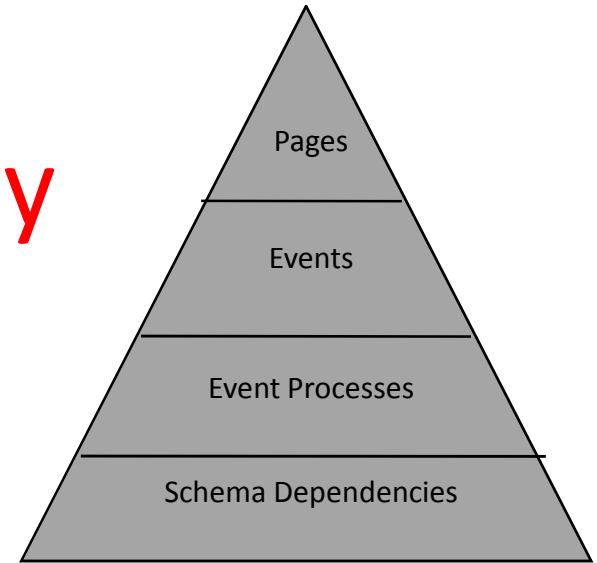 Pages
y
Events
Event Processes
Schema Dependencies